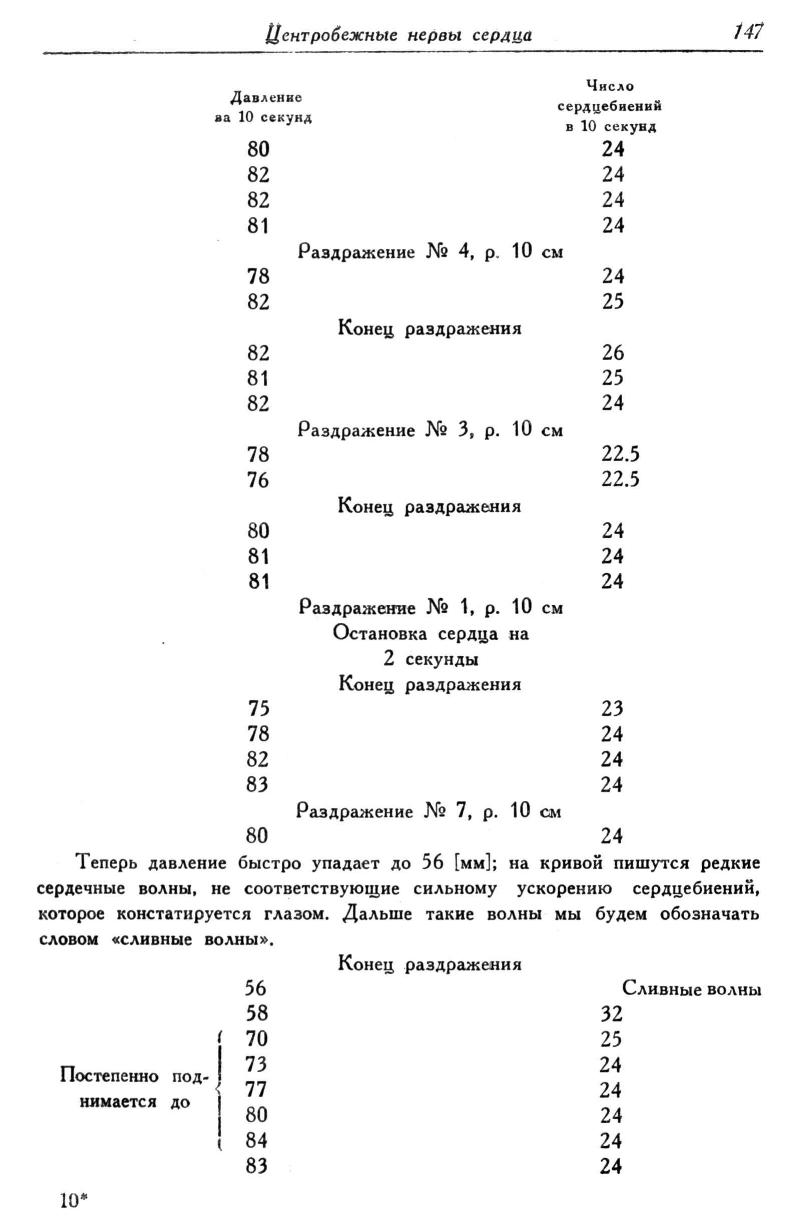 Центробежные нервы сердца 147
Давление
за 10 секунд
Число
сердцебиений
в 10 секунд
80 24
82 24
82 24
81 24
Раздражение № 4, р. 10 см
78 24
82 25
Конец раздражения
82 26
81 25
82 24
Раздражение № 3, р. 10 см
78 22.5
76 22.5
Конец раздражения
80 24
81 24
81 24
Раздражение № 1, р. 10 см
Остановка сердца на
2 секунды
Конец раздражения
75 23
78 24
82 24
83 24
Раздражение № 7, р. 10 см
80 24
Теперь давление быстро упадает до 56 [мм]; на кривой пишутся редкие
сердечные волны, не соответствующие сильному ускорению сердцебиений,
которое констатируется глазом. Дальше такие волны мы будем обозначать
словом «сливные волны».
Конец раздражения
56 Сливные волны
58 32
70 25
73 24
Постепенно под-
77 24
нимается до
80 24
84 24
83 24
10*